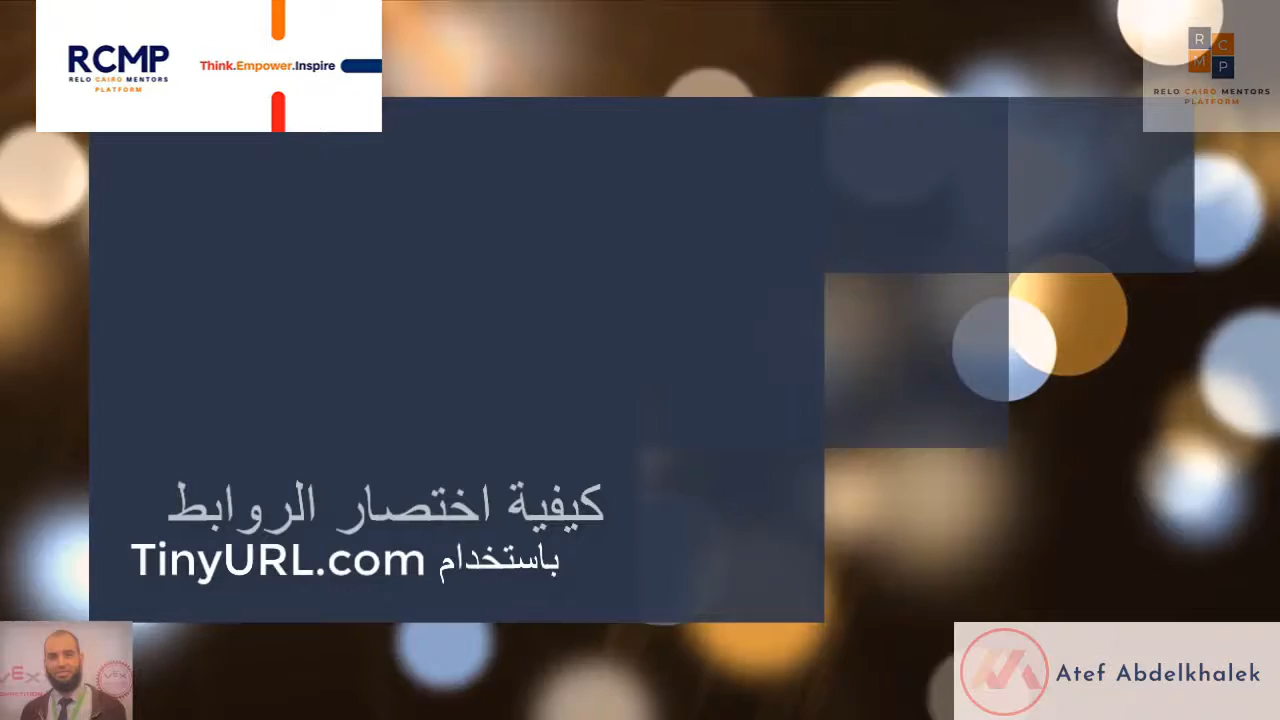 RCMP
RELO CAIRO MENTORS
PLATFORM
Think.Empower.Inspire
R C
M P
RELO CAIRO MENTORS
PLATFORM
كيفية اختصار الروابط
باستخدام TinyURL.com
VEX
Atef Abdelkhalek